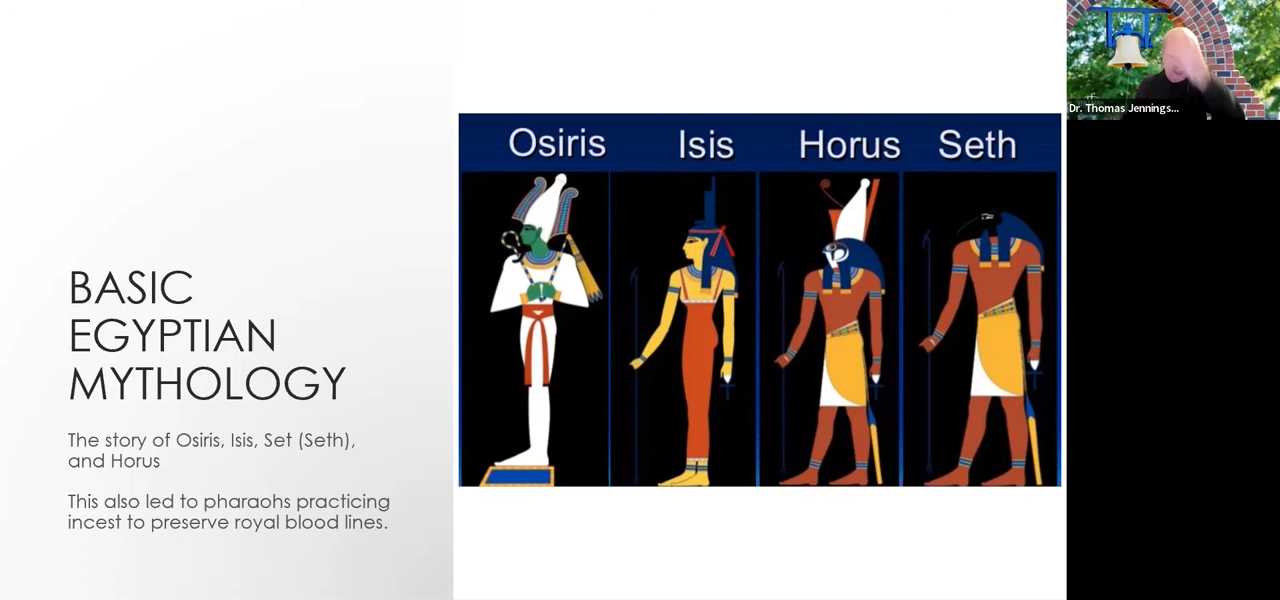 BASIC
EGYPTIAN
MYTHOLOGY
The story of Osiris, Isis, Set (Seth),
and Horus
This also led to pharaohs practicing
incest to preserve royal blood lines.
Osiris Isis Horus Seth
Dr. Thomas Jennings...